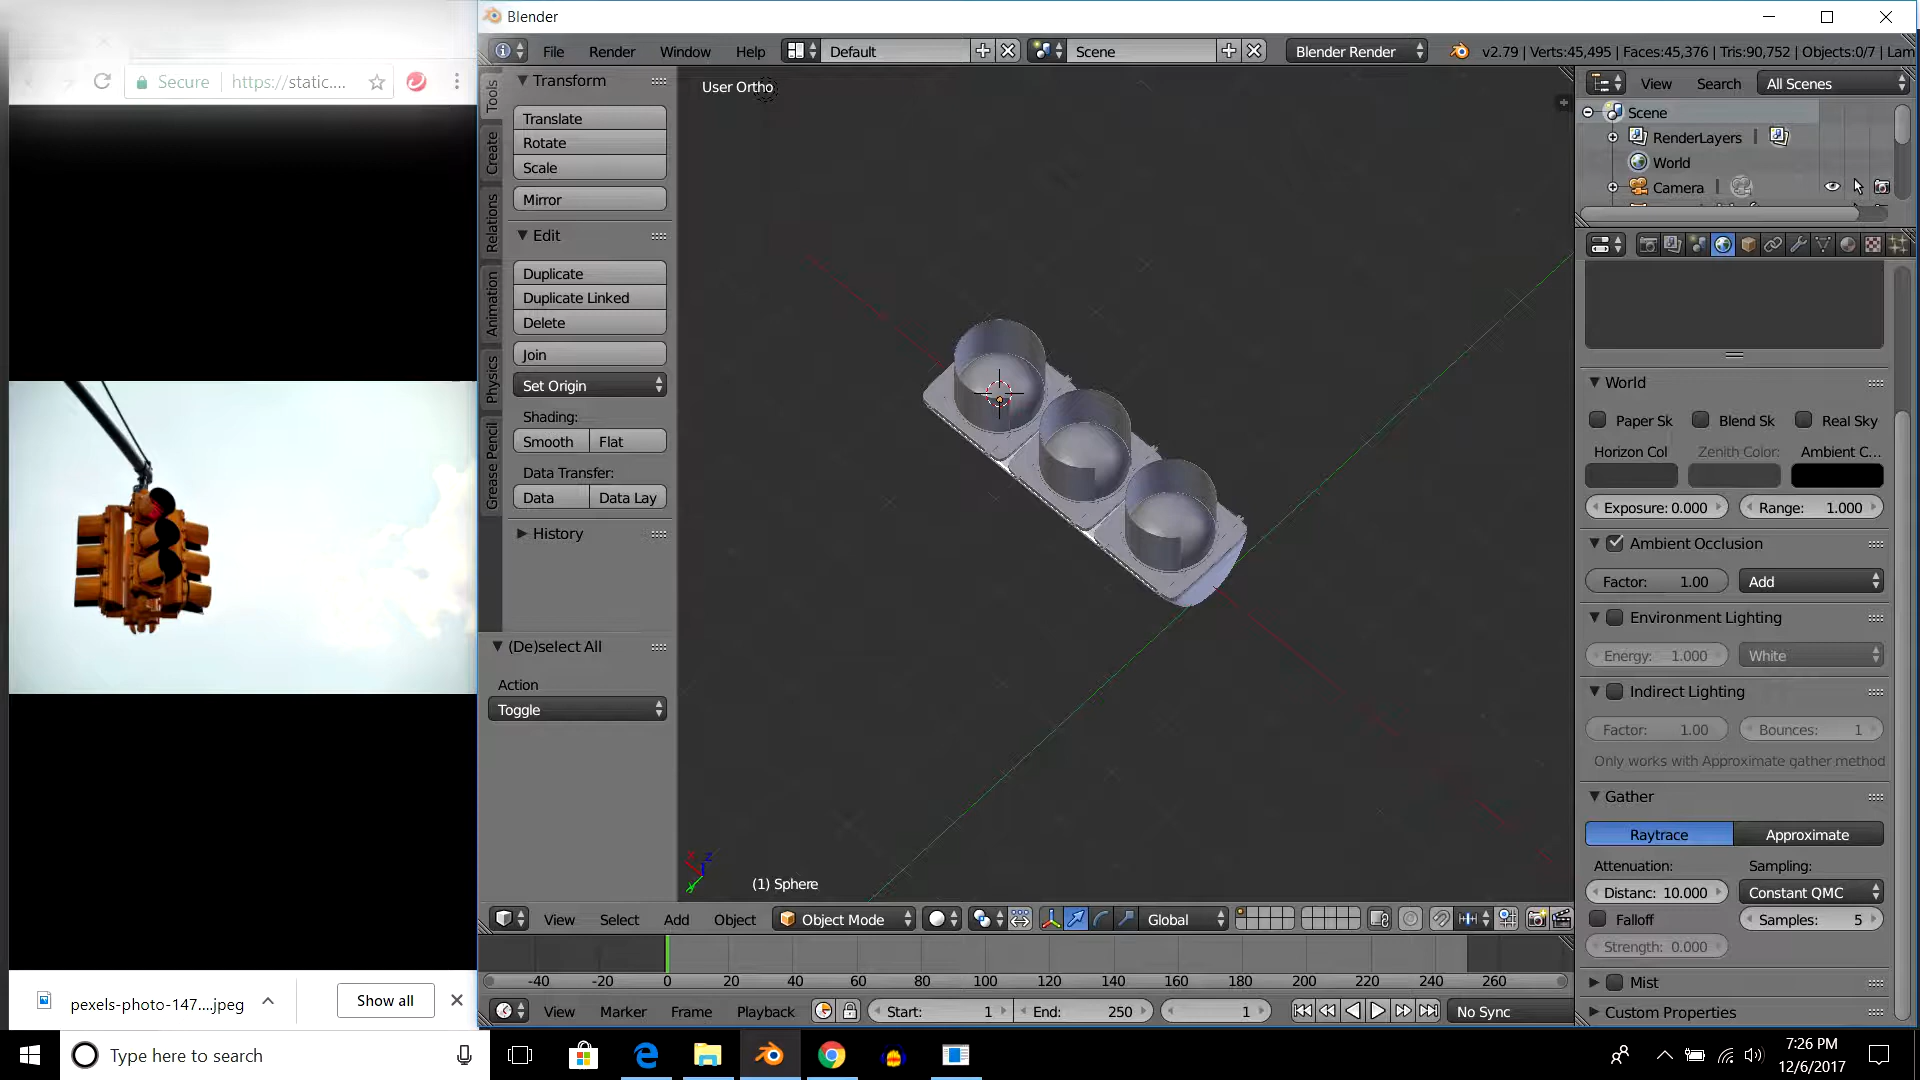 Blender
File Render Window Help Default Scene Blender Render v2.79 | Verts:45,495 | Faces:45,376 | Tris:90,752 | Objects:0/7 | Lam
Secure https://static....
Tools
Create
Relations
Animation
Physics
Grease Pencil
Transform
Translate
Rotate
Scale
Mirror
Edit
Duplicate
Duplicate Linked
Delete
Join
Set Origin
Shading:
Smooth Flat
Data Transfer:
Data Data Lay
History
(De)select All
Action
Toggle
User Ortho
x z
y
(1) Sphere
View Search All Scenes
Scene
RenderLayers
World
Camera
World
Paper Sk Blend Sk Real Sky
Horizon Col Zenith Color: Ambient C...
Exposure: 0.000 Range: 1.000
Ambient Occlusion
Factor: 1.00 Add
Environment Lighting
Energy: 1.000 White
Indirect Lighting
Factor: 1.00 Bounces: 1
Only works with Approximate gather method
Gather
Raytrace Approximate
Attenuation: Sampling:
Distanc: 10.000 Constant QMC
Falloff Samples: 5
Strength: 0.000
Mist
Custom Properties
View Select Add Object Object Mode Global
-40 -20 0 20 40 60 80 100 120 140 160 180 200 220 240 260
View Marker Frame Playback Start: 1 End: 250 1 No Sync
pexels-photo-147....jpeg Show all
Type here to search
7:26 PM
12/6/2017